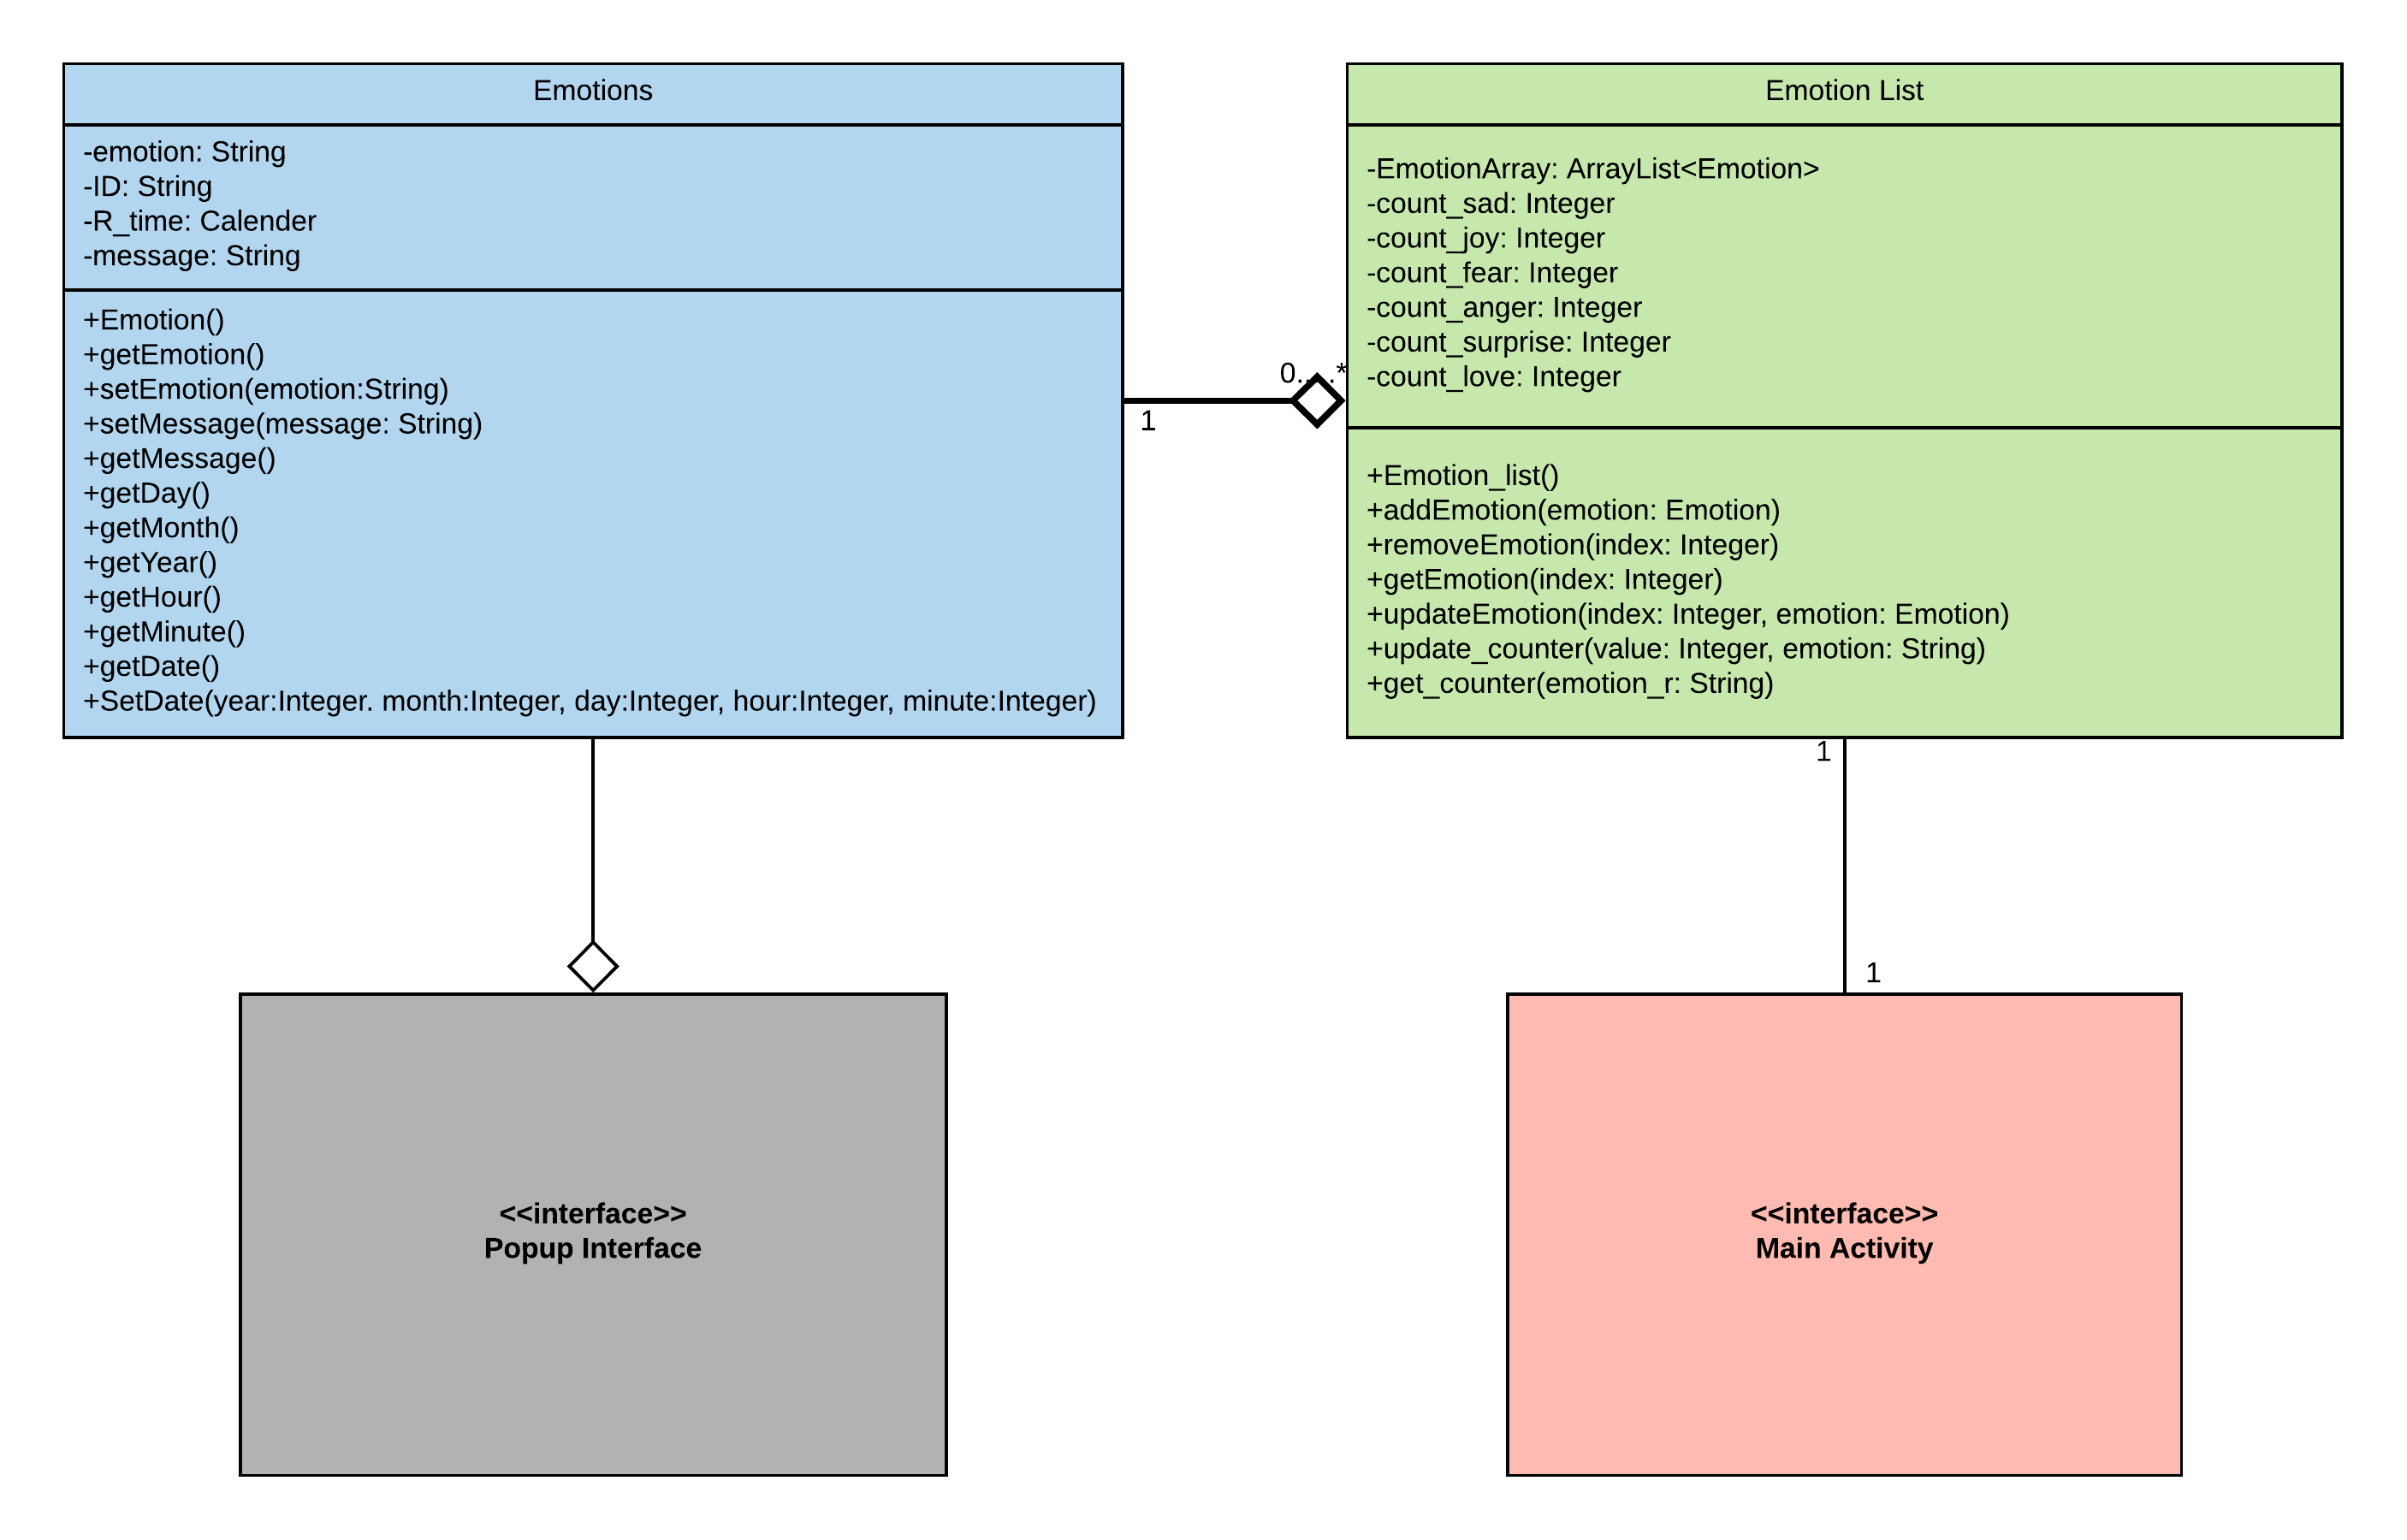 Emotions
-emotion: String
-ID: String
-R_time: Calender
-message: String
+Emotion()
+getEmotion()
+setEmotion(emotion:String)
+setMessage(message: String)
+getMessage()
+getDay()
+getMonth()
+getYear()
+getHour()
+getMinute()
+getDate()
+SetDate(year:Integer. month:Integer, day:Integer, hour:Integer, minute:Integer)
1
0....*
Emotion List
-EmotionArray: ArrayList<Emotion>
-count_sad: Integer
-count_joy: Integer
-count_fear: Integer
-count_anger: Integer
-count_surprise: Integer
-count_love: Integer
+Emotion_list()
+addEmotion(emotion: Emotion)
+removeEmotion(index: Integer)
+getEmotion(index: Integer)
+updateEmotion(index: Integer, emotion: Emotion)
+update_counter(value: Integer, emotion: String)
+get_counter(emotion_r: String)
1
1
<<interface>>
Popup Interface
<<interface>>
Main Activity